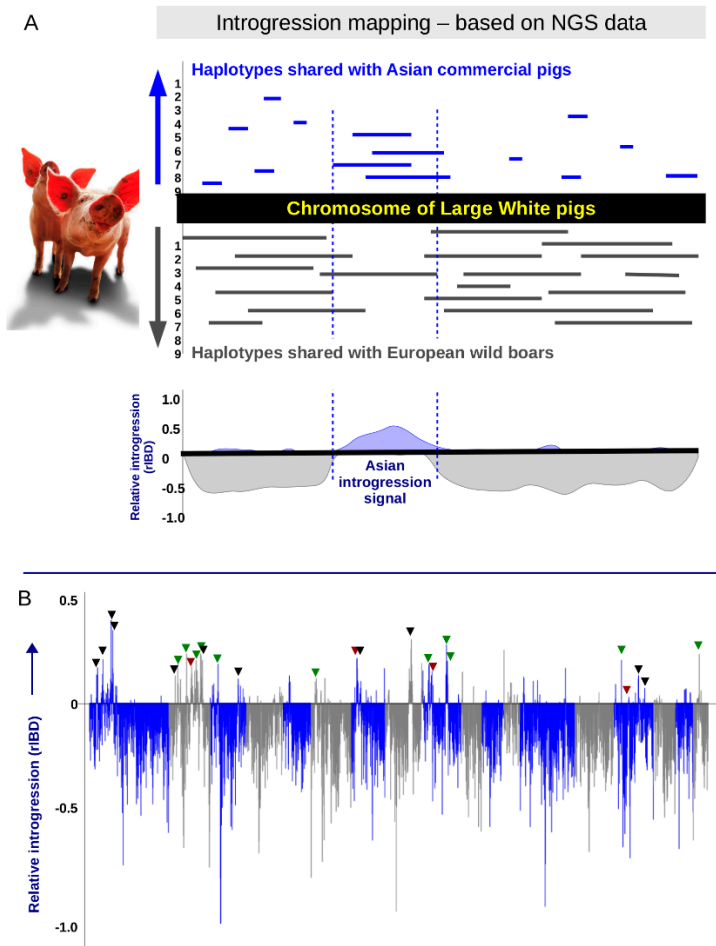 A
Introgression mapping – based on NGS data
Haplotypes shared with Asian commercial pigs
1
2
3
4
5
6
7
8
9
Chromosome of Large White pigs
1
2
3
4
5
6
7
8
9
Haplotypes shared with European wild boars
Relative introgression
(rIBD)
1.0
0.5
0
-0.5
-1.0
Asian
introgression
signal
B
Relative introgression (rIBD)
0.5
0
-0.5
-1.0